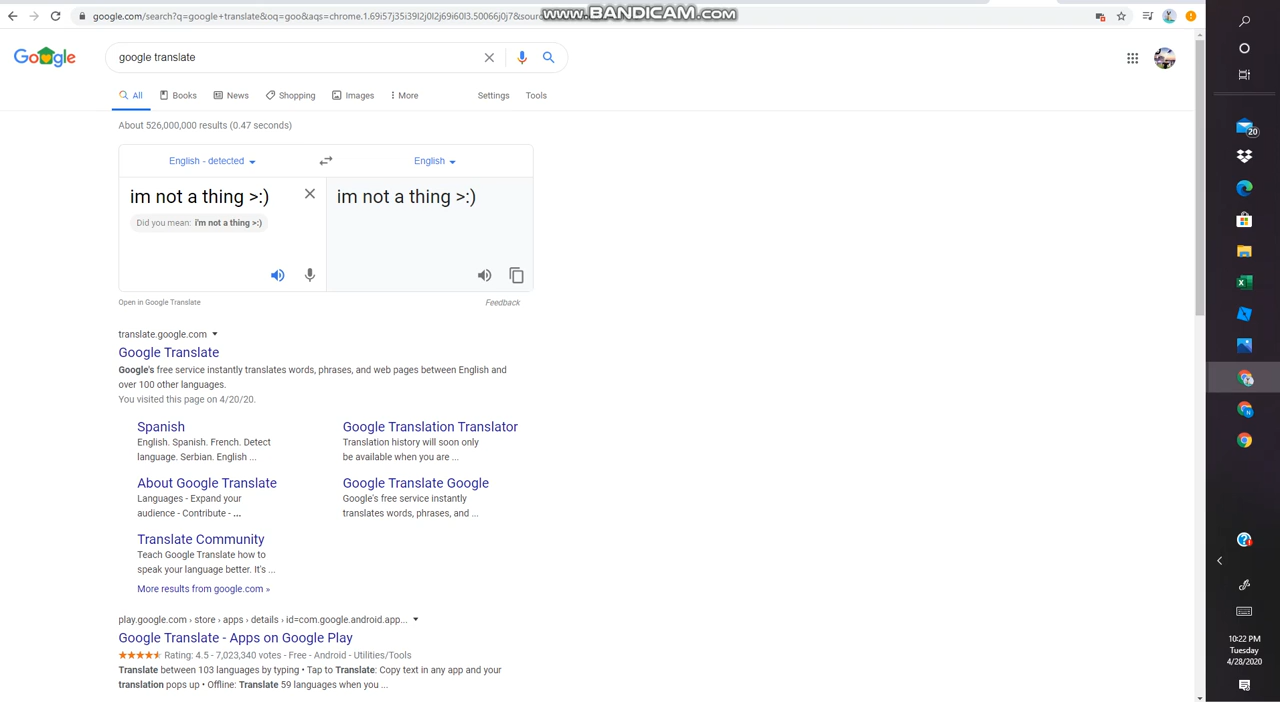 google.com/search?q=google+translate&oq=goo&aqs=chrome.1.69i57j35i39l2j0l2j69i60l3.50066j0j7&sour
www.BANDICAM.com
Google
google translate
All
Books
News
Shopping
Images
More
Settings
Tools
About 526,000,000 results (0.47 seconds)
English - detected
English
im not a thing >:)
im not a thing >:)
Did you mean: i'm not a thing >:)
Open in Google Translate
Feedback
translate.google.com
Google Translate
Google's free service instantly translates words, phrases, and web pages between English and
over 100 other languages.
You visited this page on 4/20/20.
Spanish
English. Spanish. French. Detect
language. Serbian. English ...
Google Translation Translator
Translation history will soon only
be available when you are ...
About Google Translate
Languages - Expand your
audience - Contribute - ...
Google Translate Google
Google's free service instantly
translates words, phrases, and ...
Translate Community
Teach Google Translate how to
speak your language better. It's ...
More results from google.com »
play.google.com › store › apps › details › id=com.google.android.app...
Google Translate - Apps on Google Play
Rating: 4.5 - 7,023,340 votes - Free - Android - Utilities/Tools
Translate between 103 languages by typing • Tap to Translate: Copy text in any app and your
translation pops up • Offline: Translate 59 languages when you ...
20
N
10:22 PM
Tuesday
4/28/2020